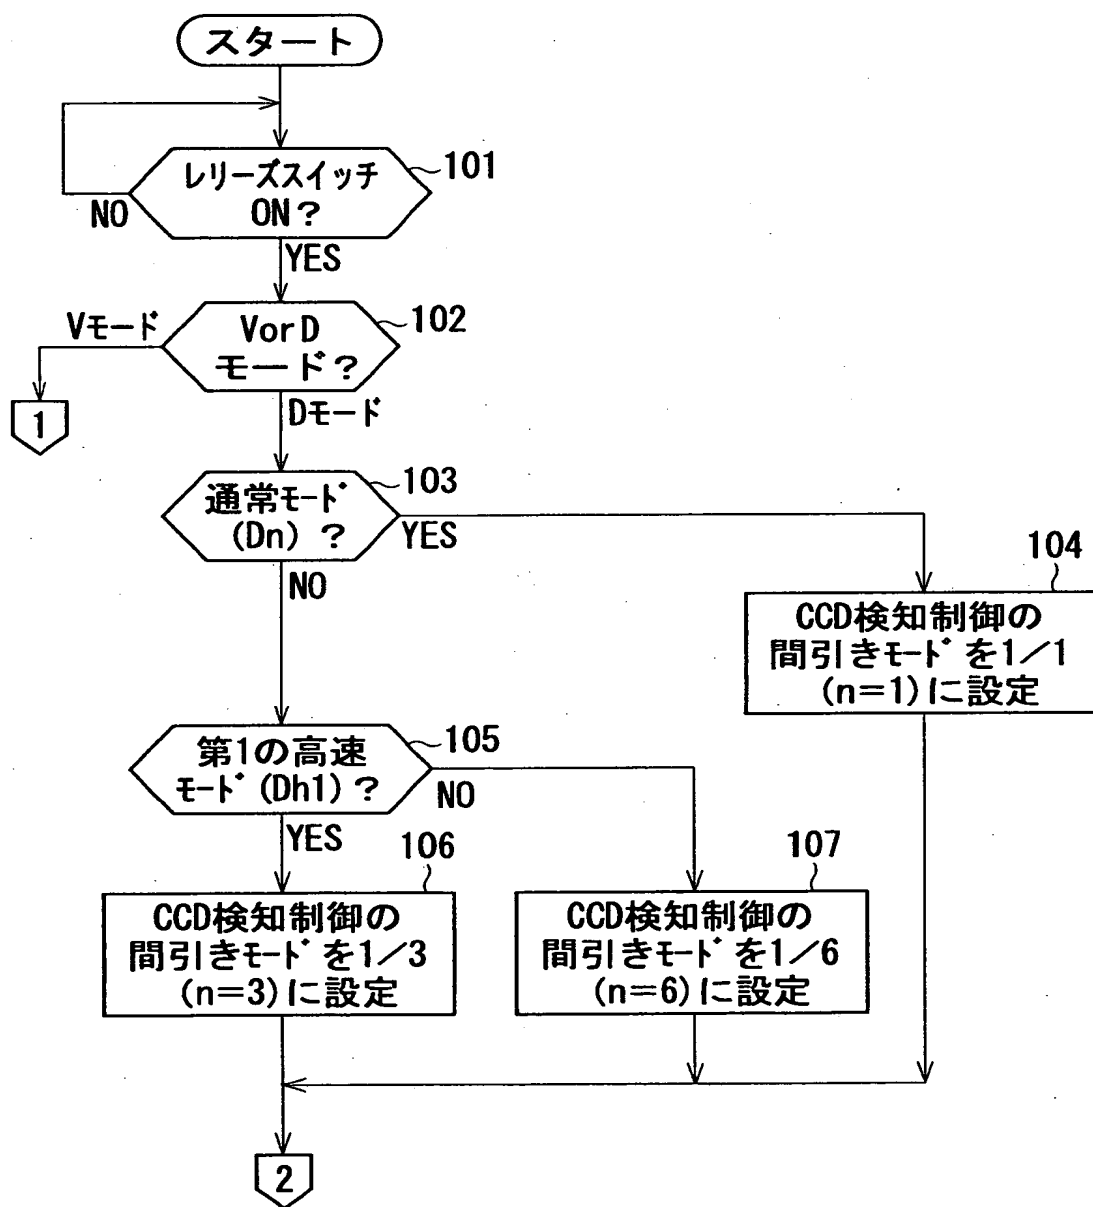 スタート
レリーズスイッチ
ON?
101
NO
YES
VorD
モード?
102
Vモード
1
Dモード
通常モード
(Dn)?
103
YES
NO
104
CCD検知制御の
間引きモードを1/1
(n=1)に設定
第1の高速
モード(Dh1)?
105
NO
YES
106
CCD検知制御の
間引きモードを1/3
(n=3)に設定
107
CCD検知制御の
間引きモードを1/6
(n=6)に設定
2